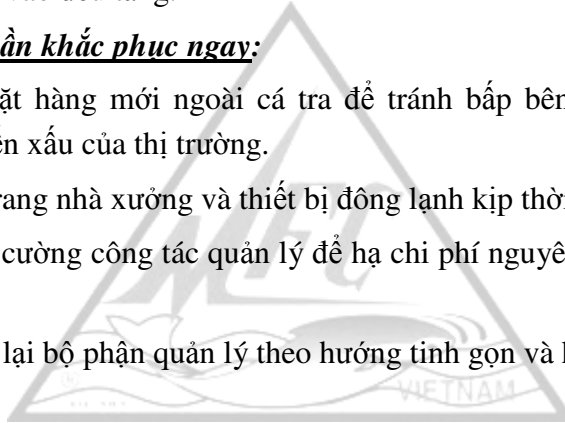 ần khắc phục ngay:
ặt hàng mới ngoài cá tra để tránh bấp bên
ến xấu của thị trường.
rang nhà xưởng và thiết bị đông lạnh kịp thời
cường công tác quản lý để hạ chi phí nguyê
lại bộ phận quản lý theo hướng tinh gọn và
VIETNAM